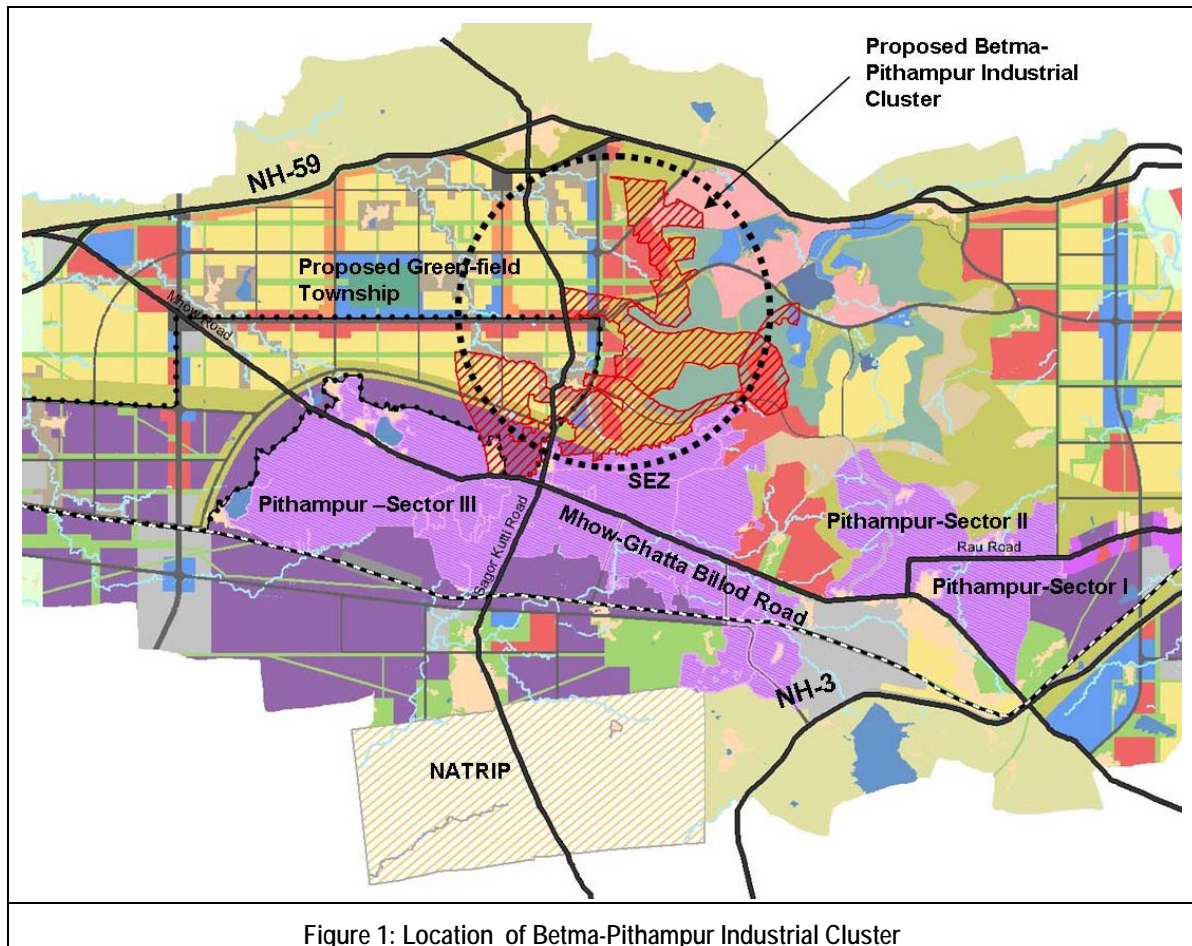 Proposed Betma-
Pithampur Industrial
Cluster
NH-59
Proposed Green-field
Township
Mhow Road
SEZ
Pithampur –Sector III
Pithampur-Sector II
Rau Road
Mhow-Ghatta Billod Road
Sagor Kutti Road
Pithampur-Sector I
NH-3
NATRIP
Figure 1: Location of Betma-Pithampur Industrial Cluster